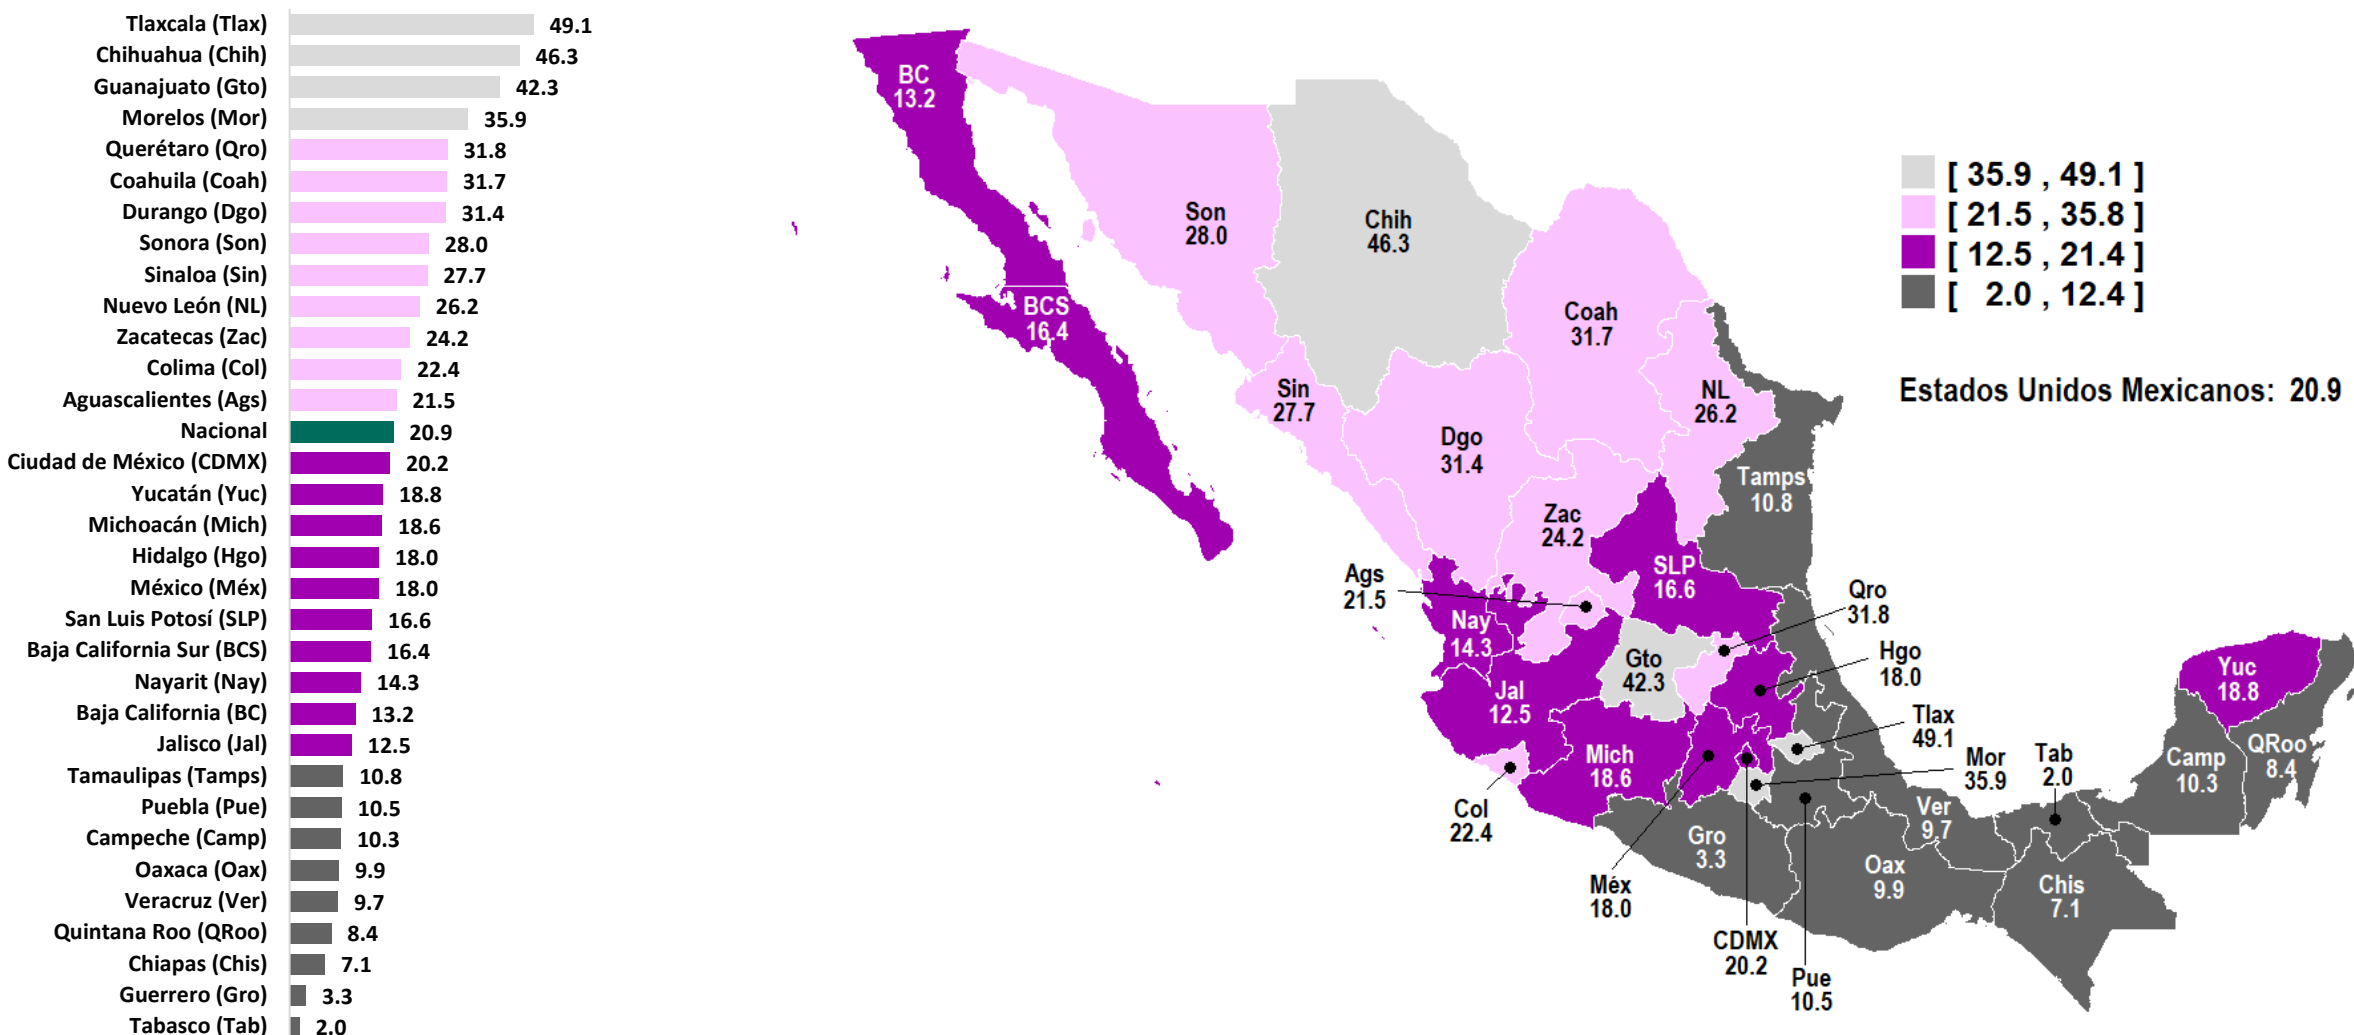 Tlaxcala (Tlax) 49.1
Chihuahua (Chih) 46.3
Guanajuato (Gto) 42.3
Morelos (Mor) 35.9
Querétaro (Qro) 31.8
Coahuila (Coah) 31.7
Durango (Dgo) 31.4
Sonora (Son) 28.0
Sinaloa (Sin) 27.7
Nuevo León (NL) 26.2
Zacatecas (Zac) 24.2
Colima (Col) 22.4
Aguascalientes (Ags) 21.5
Nacional 20.9
Ciudad de México (CDMX) 20.2
Yucatán (Yuc) 18.8
Michoacán (Mich) 18.6
Hidalgo (Hgo) 18.0
México (Méx) 18.0
San Luis Potosí (SLP) 16.6
Baja California Sur (BCS) 16.4
Nayarit (Nay) 14.3
Baja California (BC) 13.2
Jalisco (Jal) 12.5
Tamaulipas (Tamps) 10.8
Puebla (Pue) 10.5
Campeche (Camp) 10.3
Oaxaca (Oax) 9.9
Veracruz (Ver) 9.7
Quintana Roo (QRoo) 8.4
Chiapas (Chis) 7.1
Guerrero (Gro) 3.3
Tabasco (Tab) 2.0
BC
13.2
BCS
16.4
Son
28.0
Chih
46.3
Coah
31.7
NL
26.2
Sin
27.7
Dgo
31.4
Tamps
10.8
Zac
24.2
SLP
16.6
Ags
21.5
Nay
14.3
Qro
31.8
Hgo
18.0
Gto
42.3
Jal
12.5
Tlax
49.1
Mor
35.9
Mich
18.6
Col
22.4
Tab
2.0
Yuc
18.8
QRoo
8.4
Camp
10.3
Ver
9.7
Gro
3.3
Oax
9.9
Chis
7.1
Méx
18.0
CDMX
20.2
Pue
10.5
[ 35.9 , 49.1 ]
[ 21.5 , 35.8 ]
[ 12.5 , 21.4 ]
[ 2.0 , 12.4 ]
Estados Unidos Mexicanos: 20.9